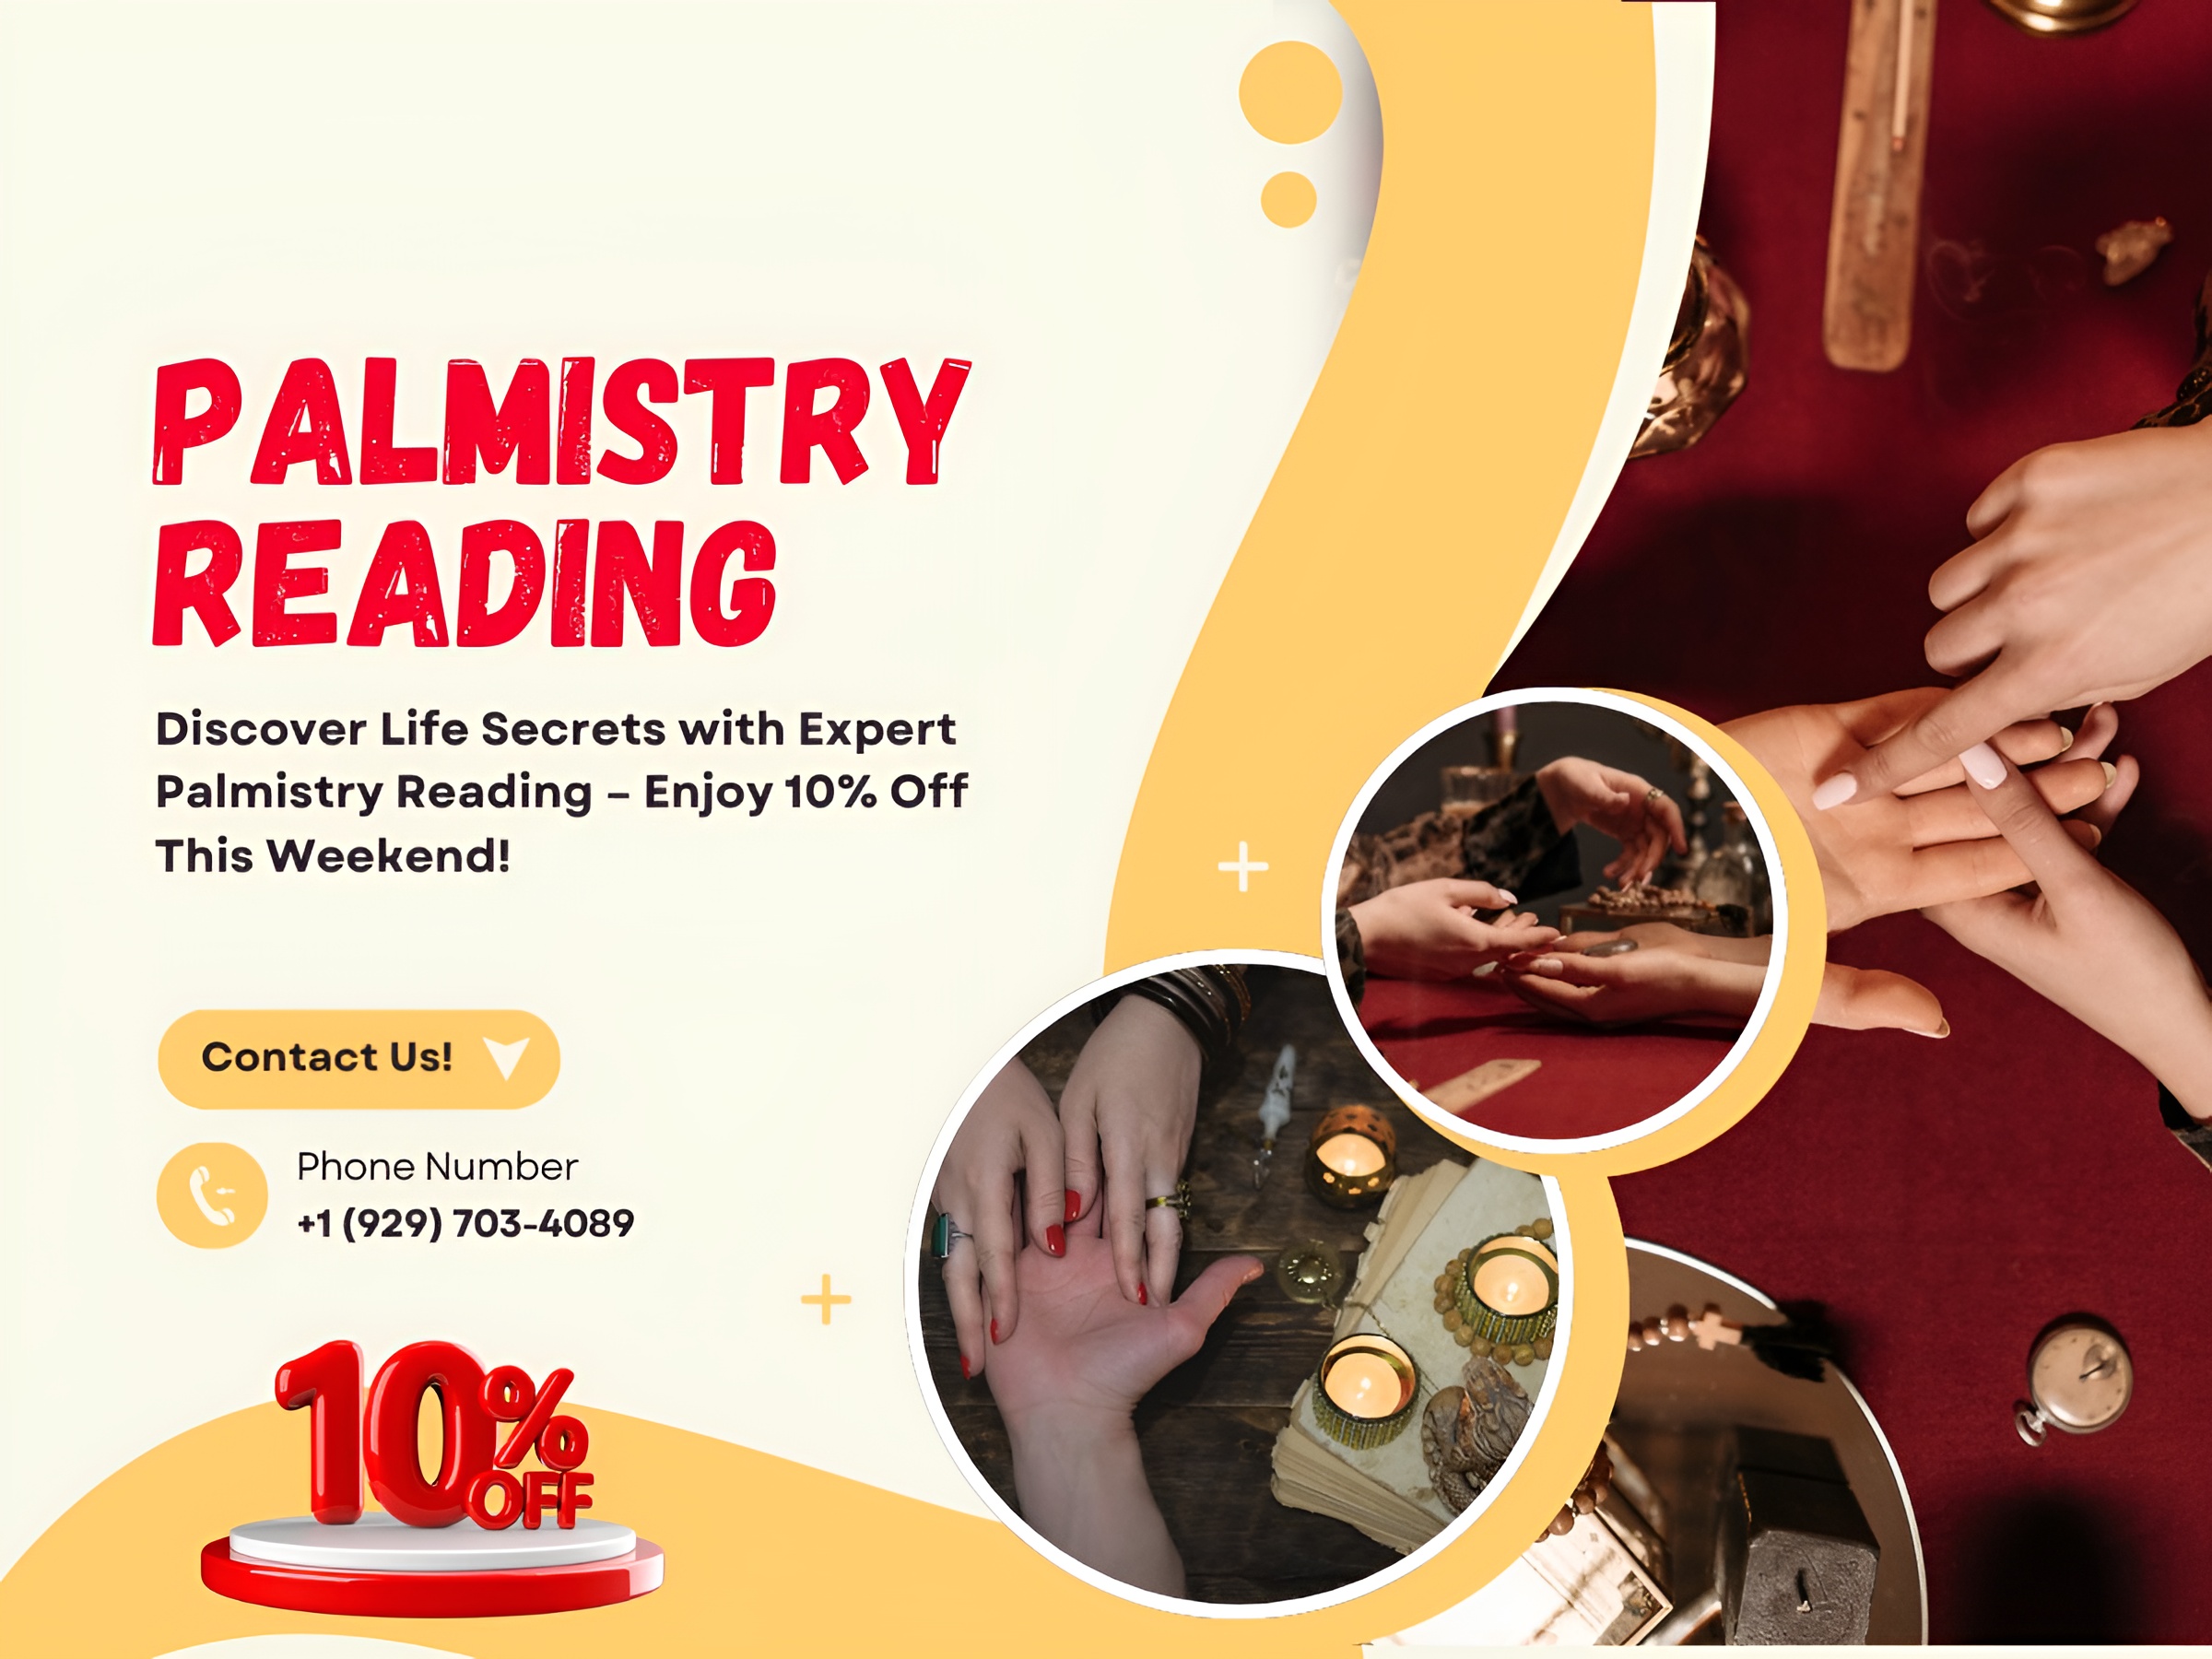 PALMISTRY
READING
Discover Life Secrets with Expert
Palmistry Reading – Enjoy 10% Off
This Weekend!
Contact Us!
Phone Number
+1 (929) 703-4089
10%
OFF